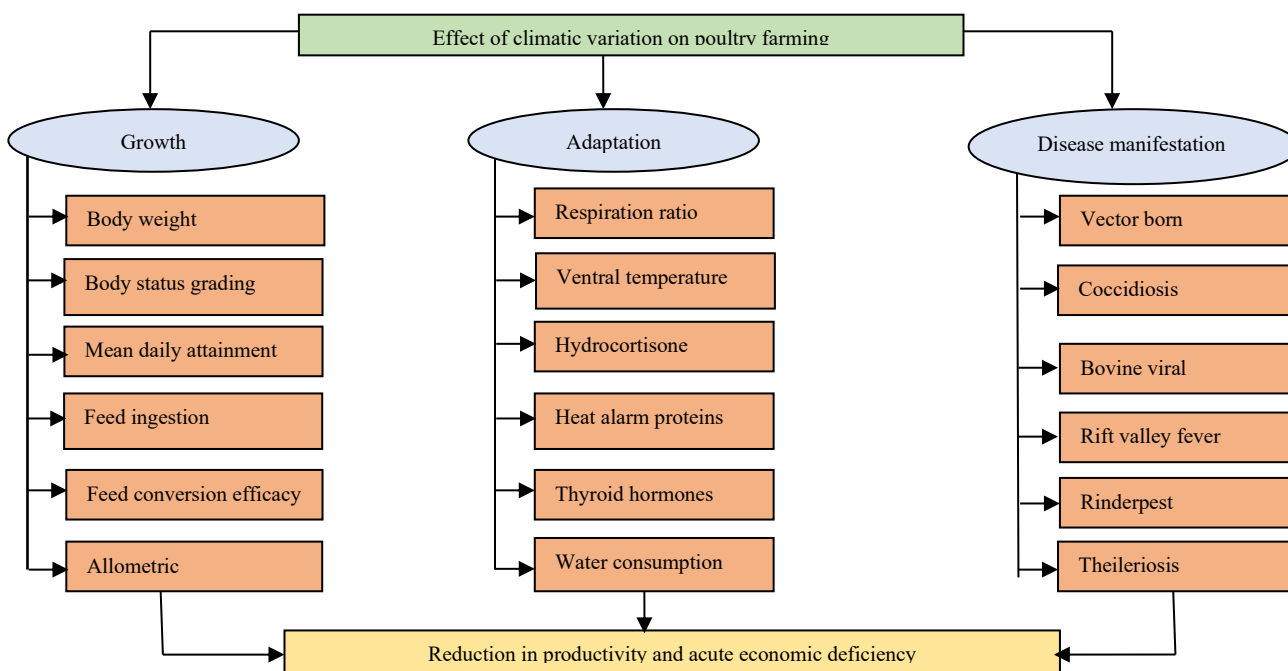 Effect of climatic variation on poultry farming
Growth
Body weight
Body status grading
Mean daily attainment
Feed ingestion
Feed conversion efficacy
Allometric
Adaptation
Respiration ratio
Ventral temperature
Hydrocortisone
Heat alarm proteins
Thyroid hormones
Water consumption
Disease manifestation
Vector born
Coccidiosis
Bovine viral
Rift valley fever
Rinderpest
Theileriosis
Reduction in productivity and acute economic deficiency